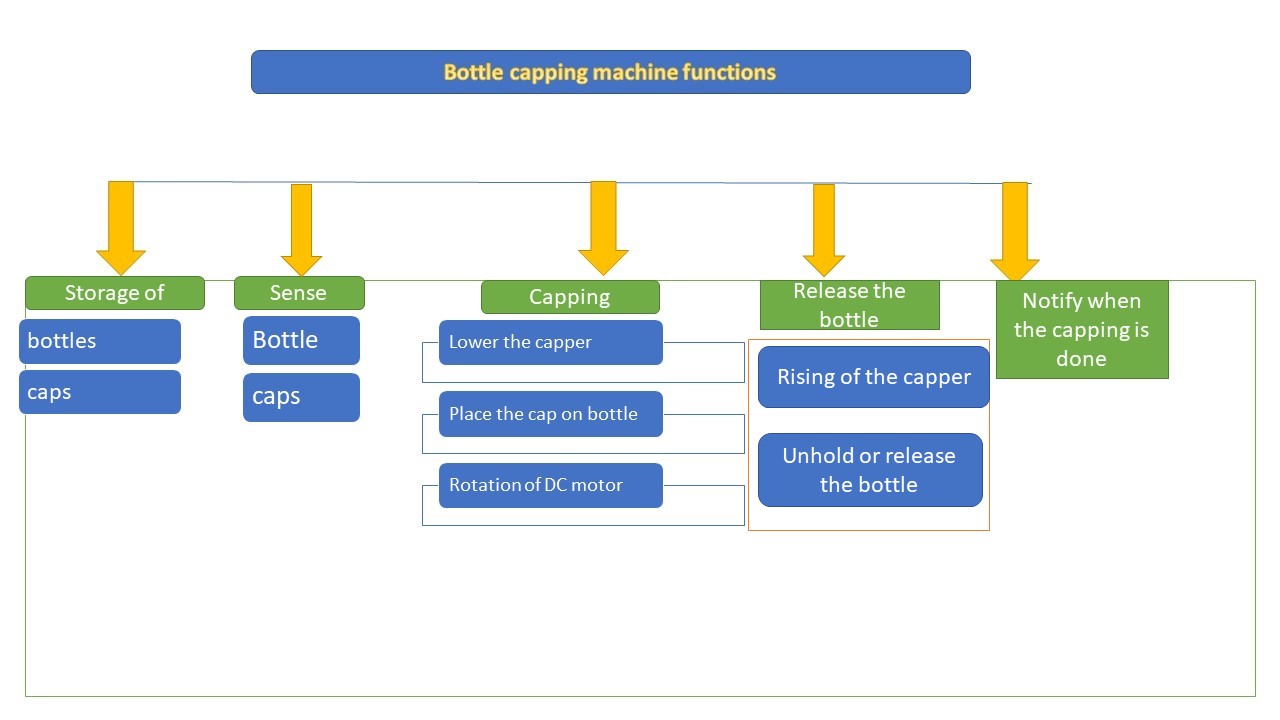 Bottle capping machine functions
Storage of
bottles
caps
Sense
Bottle
caps
Capping
Lower the capper
Place the cap on bottle
Rotation of DC motor
Release the
bottle
Rising of the capper
Unhold or release
the bottle
Notify when
the capping is
done